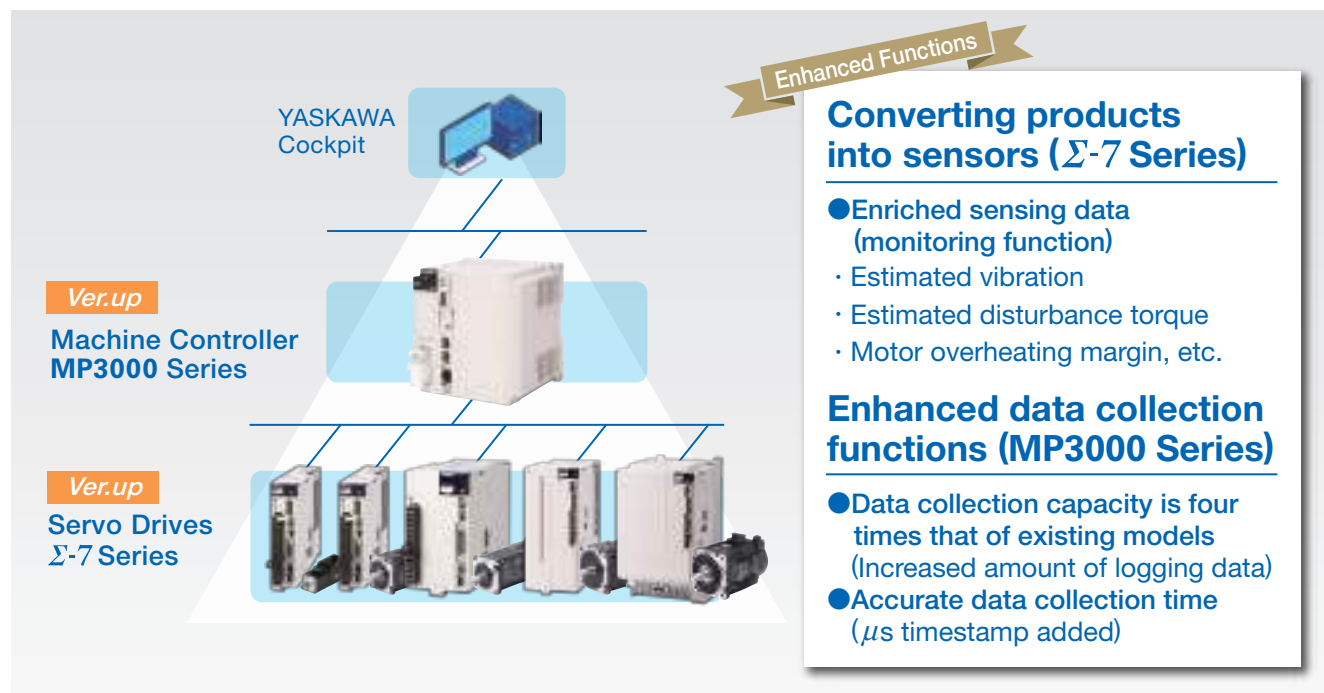 YASKAWA
Cockpit
Ver.up
Machine Controller
MP3000 Series
Ver.up
Servo Drives
Σ-7 Series
Enhanced Functions
Converting products
into sensors (Σ-7 Series)
●Enriched sensing data
(monitoring function)
・Estimated vibration
・Estimated disturbance torque
・Motor overheating margin, etc.
Enhanced data collection
functions (MP3000 Series)
●Data collection capacity is four
times that of existing models
(Increased amount of logging data)
●Accurate data collection time
(μs timestamp added)